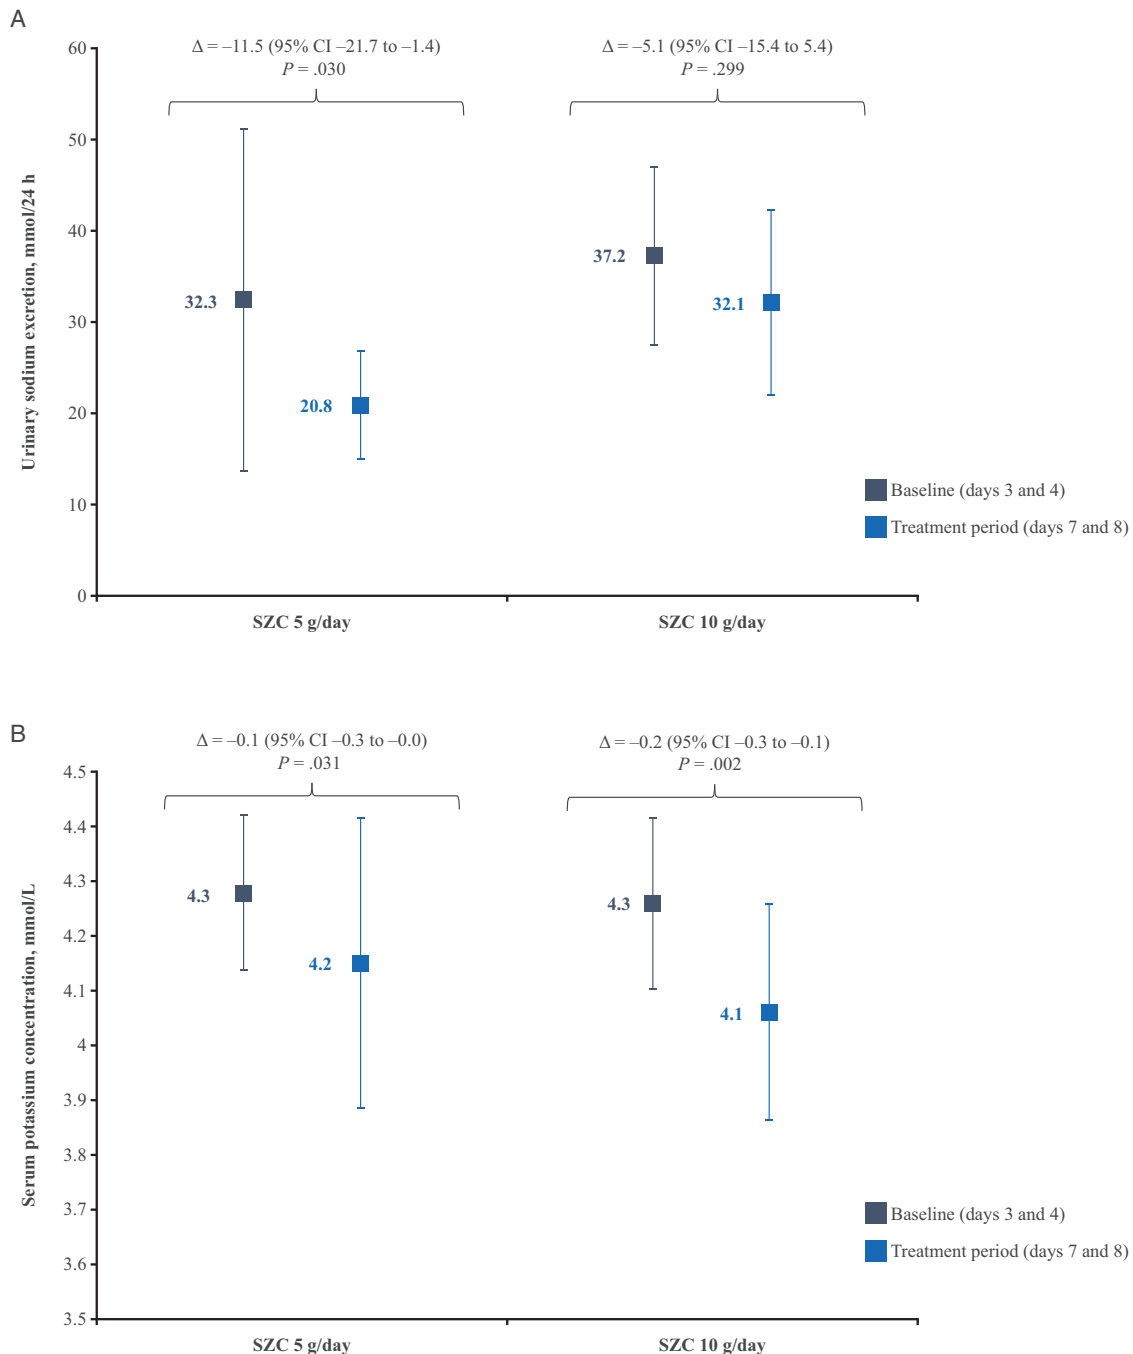 A
Δ = –11.5 (95% CI –21.7 to –1.4)
P = .030
Δ = –5.1 (95% CI –15.4 to 5.4)
P = .299
Urinary sodium excretion, mmol/24 h
60
50
40
30
20
10
0
32.3
20.8
37.2
32.1
Baseline (days 3 and 4)
Treatment period (days 7 and 8)
SZC 5 g/day
SZC 10 g/day
B
Δ = –0.1 (95% CI –0.3 to –0.0)
P = .031
Δ = –0.2 (95% CI –0.3 to –0.1)
P = .002
Serum potassium concentration, mmol/L
4.5
4.4
4.3
4.2
4.1
4
3.9
3.8
3.7
3.6
3.5
4.3
4.2
4.3
4.1
Baseline (days 3 and 4)
Treatment period (days 7 and 8)
SZC 5 g/day
SZC 10 g/day